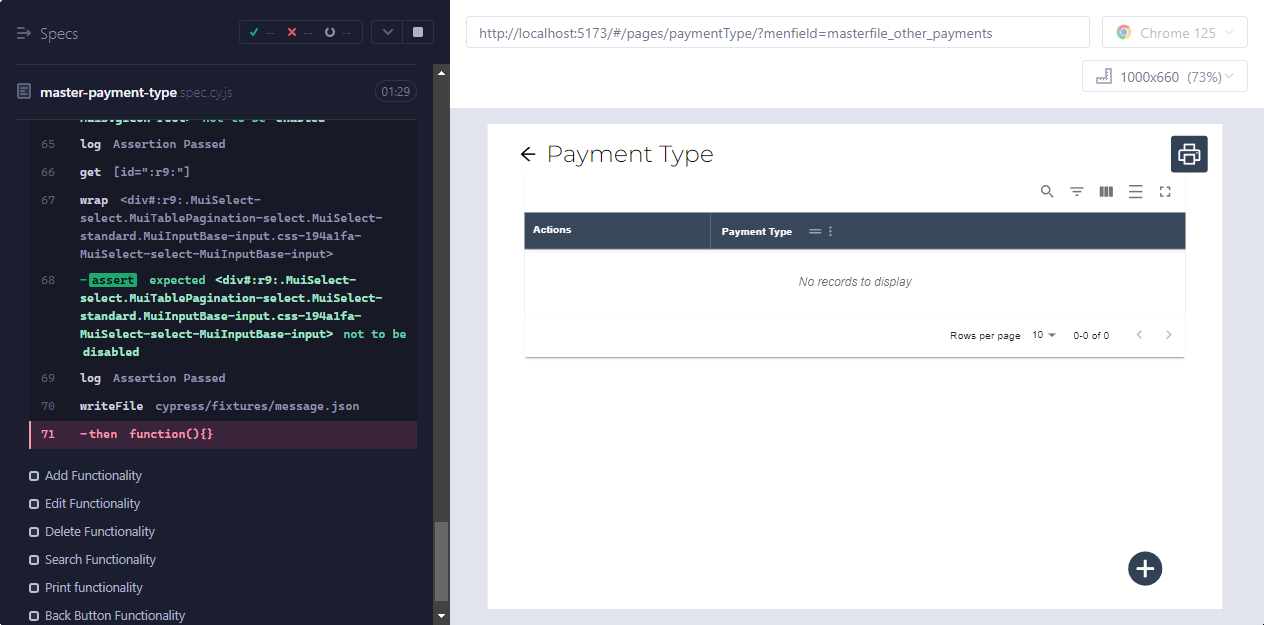 Specs
-- -- --
http://localhost:5173/#/pages/paymentType/?menfield=masterfile_other_payments
Chrome 125
1000x660 (73%)
master-payment-type.spec.cy.js
01:29
MuiSvgIcon-root> not to be enabled
65 log Assertion Passed
66 get [id=":r9:"]
67 wrap <div#:r9:.MuiSelect-
select.MuiTablePagination-select.MuiSelect-
standard.MuiInputBase-input.css-194a1fa-
MuiSelect-select-MuiInputBase-input>
68 -assert expected <div#:r9:.MuiSelect-
select.MuiTablePagination-select.MuiSelect-
standard.MuiInputBase-input.css-194a1fa-
MuiSelect-select-MuiInputBase-input> not to be
disabled
69 log Assertion Passed
70 writeFile cypress/fixtures/message.json
71 -then function(){}
Add Functionality
Edit Functionality
Delete Functionality
Search Functionality
Print functionality
Back Button Functionality
Payment Type
Actions
Payment Type
No records to display
Rows per page 10 0-0 of 0